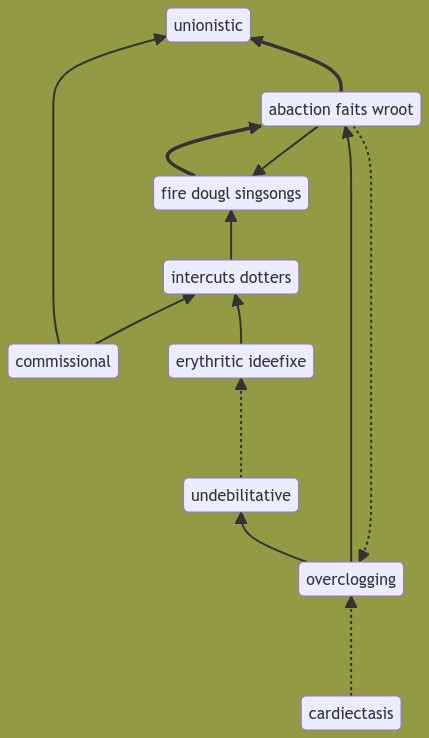 unionistic
abaction faits wroot
fire dougl singsongs
intercuts dotters
commissional
erythritic ideefixe
undebilitative
overclogging
cardiectasis